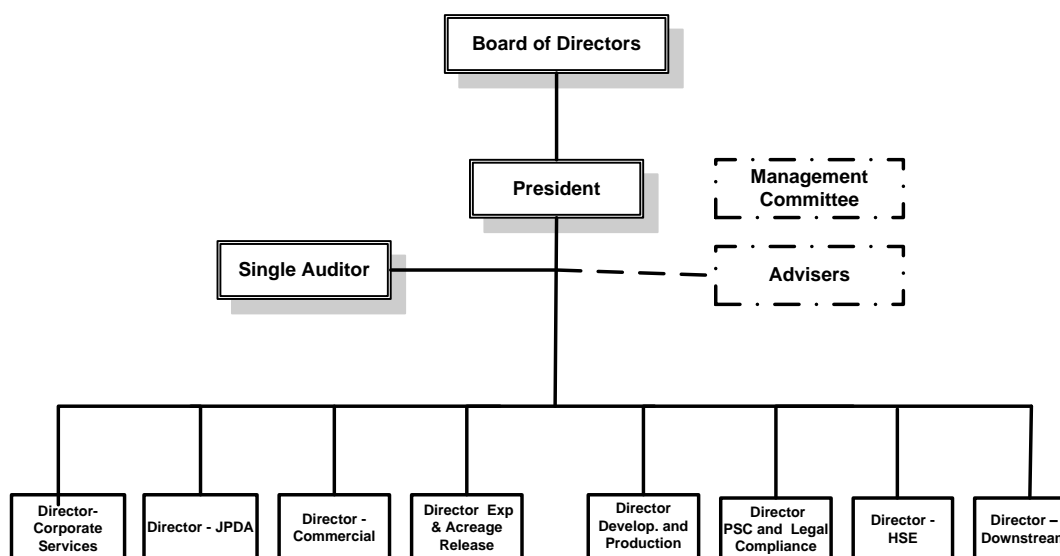 Board of Directors
President
Management
Committee
Single Auditor
Advisers
Director-
Corporate
Services
Director - JPDA
Director -
Commercial
Director Exp
& Acreage
Release
Director
Develop. and
Production
Director
PSC and Legal
Compliance
Director -
HSE
Director –
Downstream